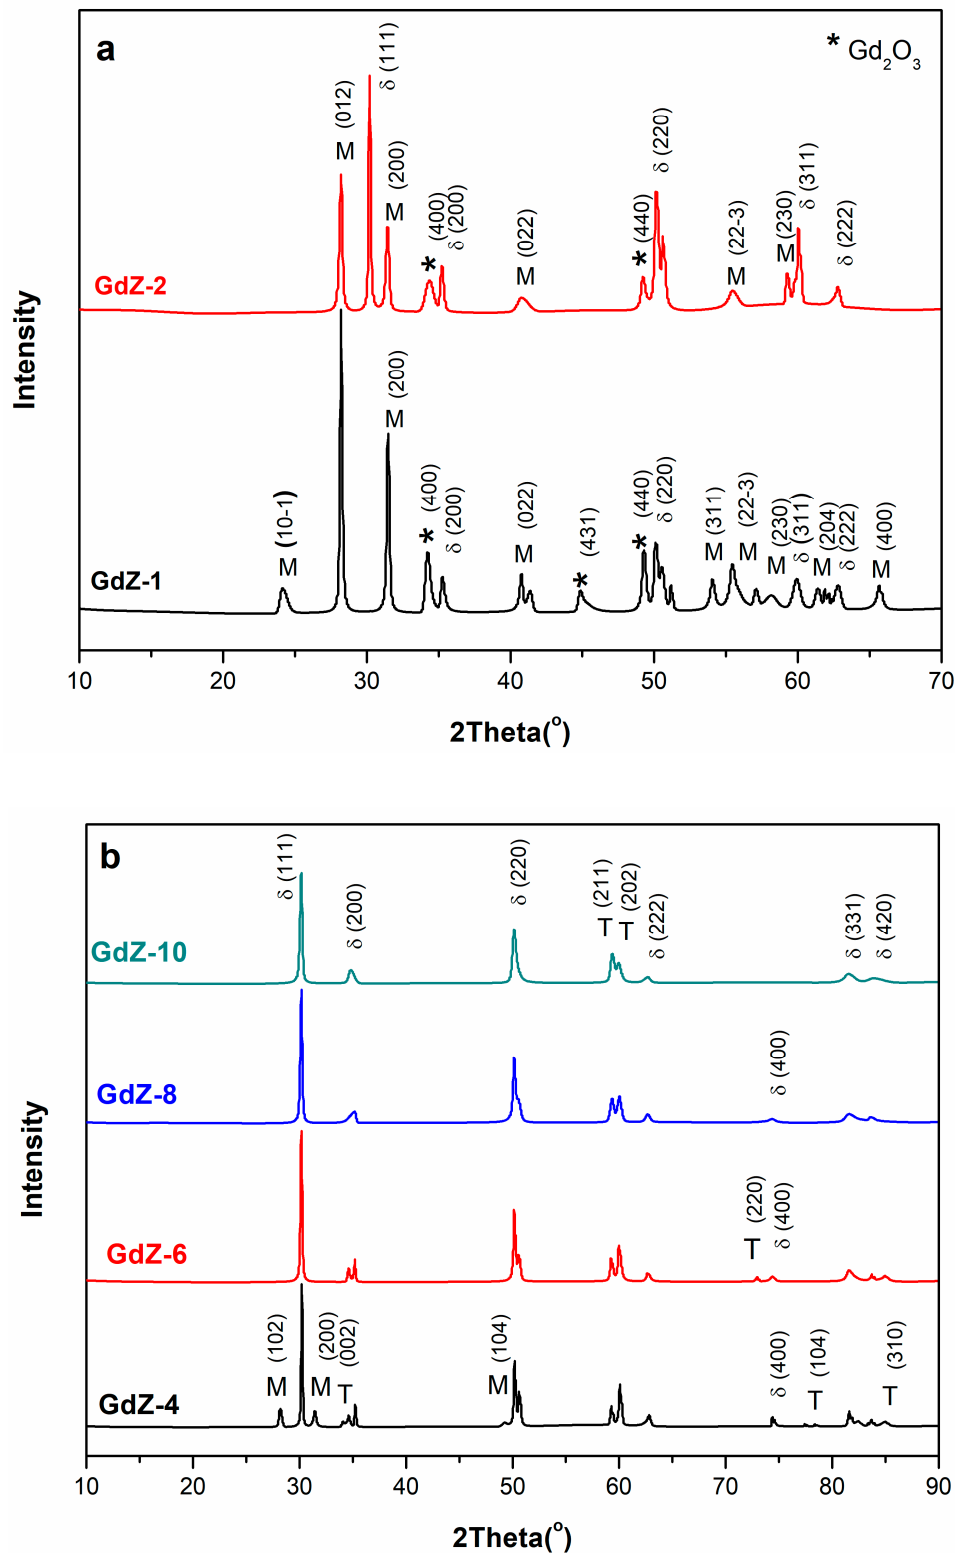 a
* Gd2O3
δ (111)
M (012)
M (200)
* (400)
δ (200)
M (022)
* (440)
δ (220)
M (22-3)
M (230)
δ (311)
δ (222)
GdZ-2
M (10-1)
M (200)
* (400)
δ (200)
M (022)
* (431)
* (440)
δ (220)
M (311)
M (22-3)
M (230)
δ (311)
M (204)
δ (222)
M (400)
GdZ-1
Intensity
10 20 30 40 50 60 70
2Theta(o)
b
δ (111)
δ (200)
δ (220)
T (211)
T (202)
δ (222)
δ (331)
δ (420)
GdZ-10
δ (400)
GdZ-8
T (220)
δ (400)
GdZ-6
M (102)
M (200)
T (002)
M (104)
δ (400)
T (104)
T (310)
GdZ-4
Intensity
10 20 30 40 50 60 70 80 90
2Theta(o)